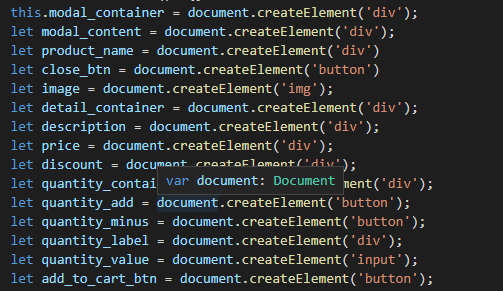 this.modal_container = document.createElement('div');
let modal_content = document.createElement('div');
let product_name = document.createElement('div')
let close_btn = document.createElement('button')
let image = document.createElement('img');
let detail_container = document.createElement('div');
let description = document.createElement('div');
let price = document.createElement('div');
let discount = document.createElement('div');
var document: Document
let quantity_contai ement('div');
let quantity_add = document.createElement('button');
let quantity_minus = document.createElement('button');
let quantity_label = document.createElement('div');
let quantity_value = document.createElement('input');
let add_to_cart_btn = document.createElement('button');